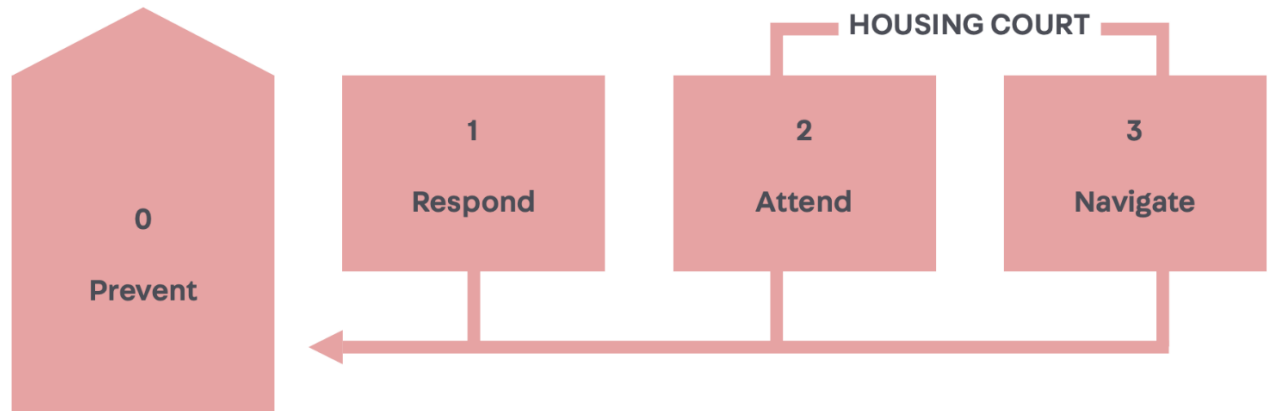 HOUSING COURT
0
Prevent
1
Respond
2
Attend
3
Navigate